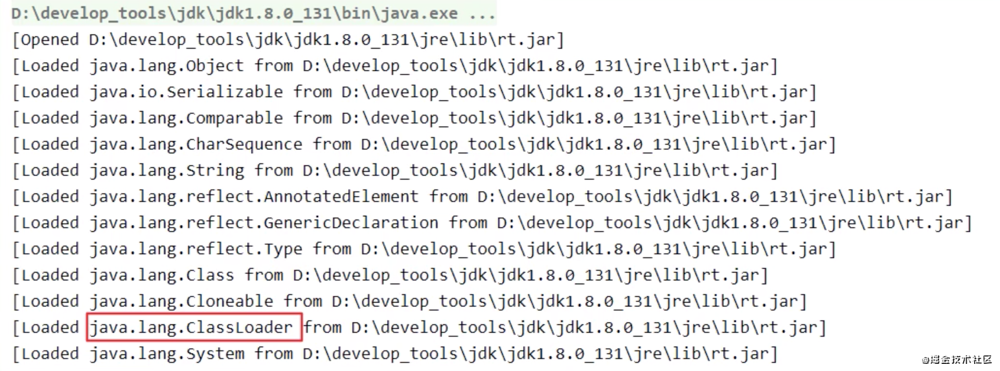 D:\develop_tools\jdk\jdk1.8.0_131\bin\java.exe ...
[Opened D:\develop_tools\jdk\jdk1.8.0_131\jre\lib\rt.jar]
[Loaded java.lang.Object from D:\develop_tools\jdk\jdk1.8.0_131\jre\lib\rt.jar]
[Loaded java.io.Serializable from D:\develop_tools\jdk\jdk1.8.0_131\jre\lib\rt.jar]
[Loaded java.lang.Comparable from D:\develop_tools\jdk\jdk1.8.0_131\jre\lib\rt.jar]
[Loaded java.lang.CharSequence from D:\develop_tools\jdk\jdk1.8.0_131\jre\lib\rt.jar]
[Loaded java.lang.String from D:\develop_tools\jdk\jdk1.8.0_131\jre\lib\rt.jar]
[Loaded java.lang.reflect.AnnotatedElement from D:\develop_tools\jdk\jdk1.8.0_131\jre\lib\rt.jar]
[Loaded java.lang.reflect.GenericDeclaration from D:\develop_tools\jdk\jdk1.8.0_131\jre\lib\rt.jar]
[Loaded java.lang.reflect.Type from D:\develop_tools\jdk\jdk1.8.0_131\jre\lib\rt.jar]
[Loaded java.lang.Class from D:\develop_tools\jdk\jdk1.8.0_131\jre\lib\rt.jar]
[Loaded java.lang.Cloneable from D:\develop_tools\jdk\jdk1.8.0_131\jre\lib\rt.jar]
[Loaded java.lang.ClassLoader from D:\develop_tools\jdk\jdk1.8.0_131\jre\lib\rt.jar]
[Loaded java.lang.System from D:\develop_tools\jdk\jdk1.8.0_131\jre\lib\rt.jar]
@掘金技术社区